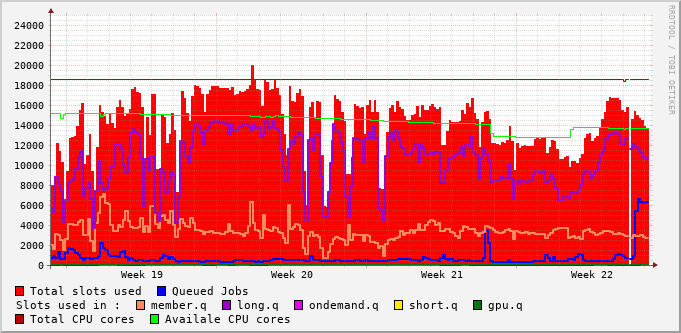 24000
22000
20000
18000
16000
14000
12000
10000
8000
6000
4000
2000
0
Week 19 Week 20 Week 21 Week 22
RRDTOOL / TOBI OETIKER
Total slots used Queued Jobs
Slots used in : member.q long.q ondemand.q short.q gpu.q
Total CPU cores Availale CPU cores